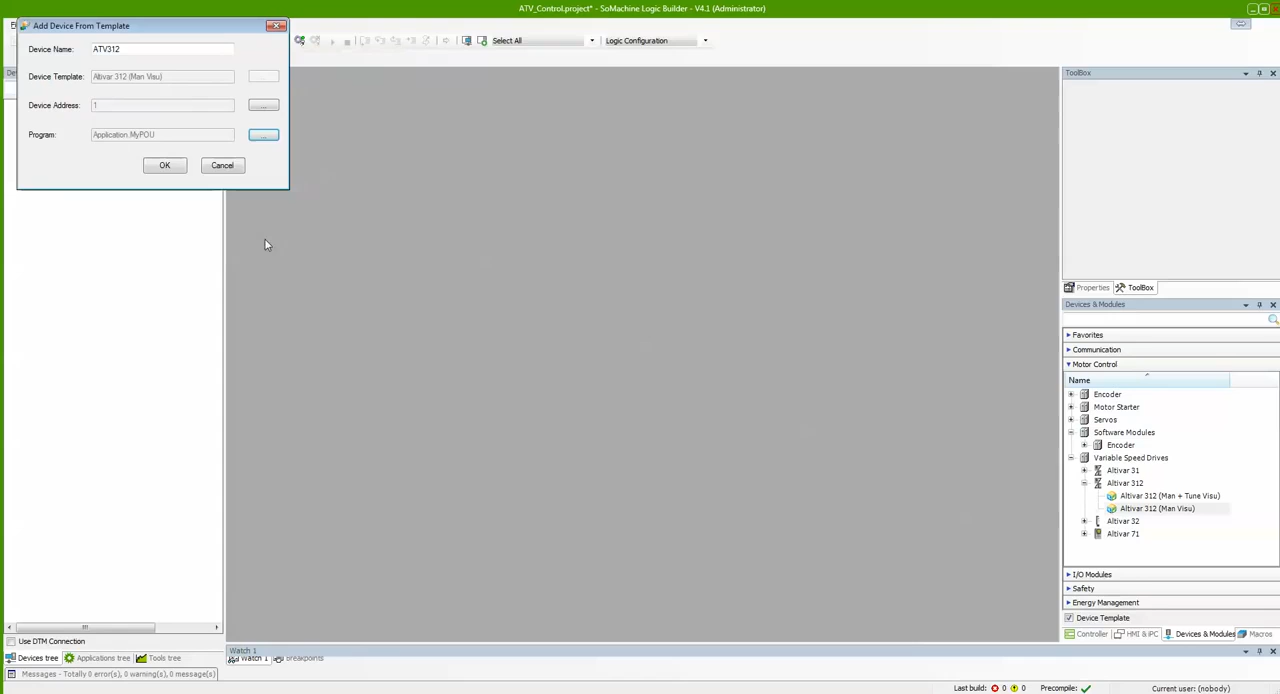 ATV_Control.project* - SoMachine Logic Builder - V4.1 (Administrator)
Add Device From Template
Device Name: ATV312
Device Template: Altivar 312 (Man Visu)
Device Address: 1 ...
Program: Application.MyPOU ...
OK Cancel
Select All Logic Configuration
ToolBox
Properties ToolBox
Devices & Modules
Favorites
Communication
Motor Control
Name
Encoder
Motor Starter
Servos
Software Modules
Encoder
Variable Speed Drives
Altivar 31
Altivar 312
Altivar 312 (Man + Tune Visu)
Altivar 312 (Man Visu)
Altivar 32
Altivar 71
I/O Modules
Safety
Energy Management
Device Template
Controller HMI & iPC Devices & Modules Macros
Use DTM Connection
Devices tree Applications tree Tools tree
Watch 1
Watch 1 Breakpoints
Messages - Totally 0 error(s), 0 warning(s), 0 message(s)
Last build: 0 0 Precompile: Current user: (nobody)